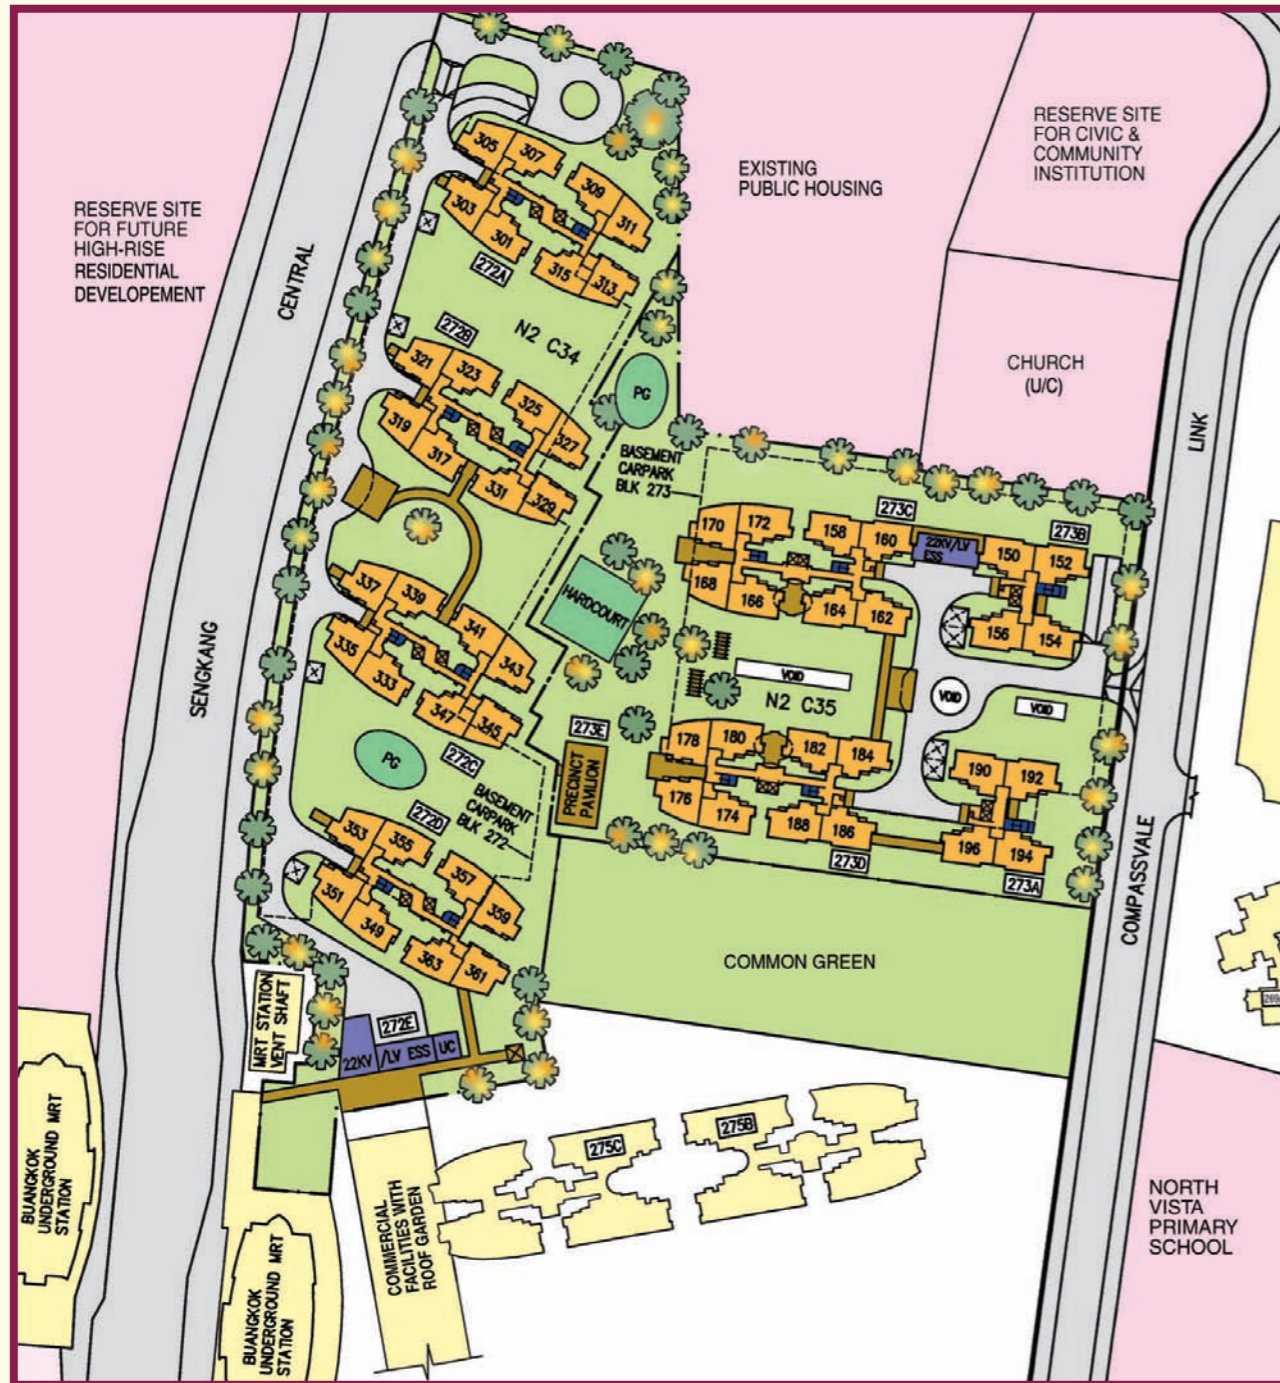 RESERVE SITE
FOR FUTURE
HIGH-RISE
RESIDENTIAL
DEVELOPEMENT
CENTRAL
SENGKANG
EXISTING
PUBLIC HOUSING
RESERVE SITE
FOR CIVIC &
COMMUNITY
INSTITUTION
CHURCH
(U/C)
LINK
COMPASSVALE
305
307
309
311
303
301
315
313
272A
N2 C34
272B
321
323
325
327
319
317
331
329
PG
BASEMENT
CARPARK
BLK 273
337
339
341
343
335
333
347
345
272C
PG
BASEMENT
CARPARK
BLK 272
272D
353
355
357
359
351
349
363
361
HARDCOURT
273E
PRECINCT
PAVILION
273C
273B
170
172
158
160
22KV/LV
ESS
150
152
168
166
164
162
156
154
VOID
N2 C35
VOID
VOID
178
180
182
184
190
192
176
174
188
186
196
194
273D
273A
COMMON GREEN
MRT STATION
VENT SHAFT
272E
22KV
/LV ESS
UC
BUANGKOK
UNDERGROUND MRT
STATION
BUANGKOK
UNDERGROUND MRT
STATION
COMMERCIAL
FACILITIES WITH
ROOF GARDEN
275C
275B
NORTH
VISTA
PRIMARY
SCHOOL